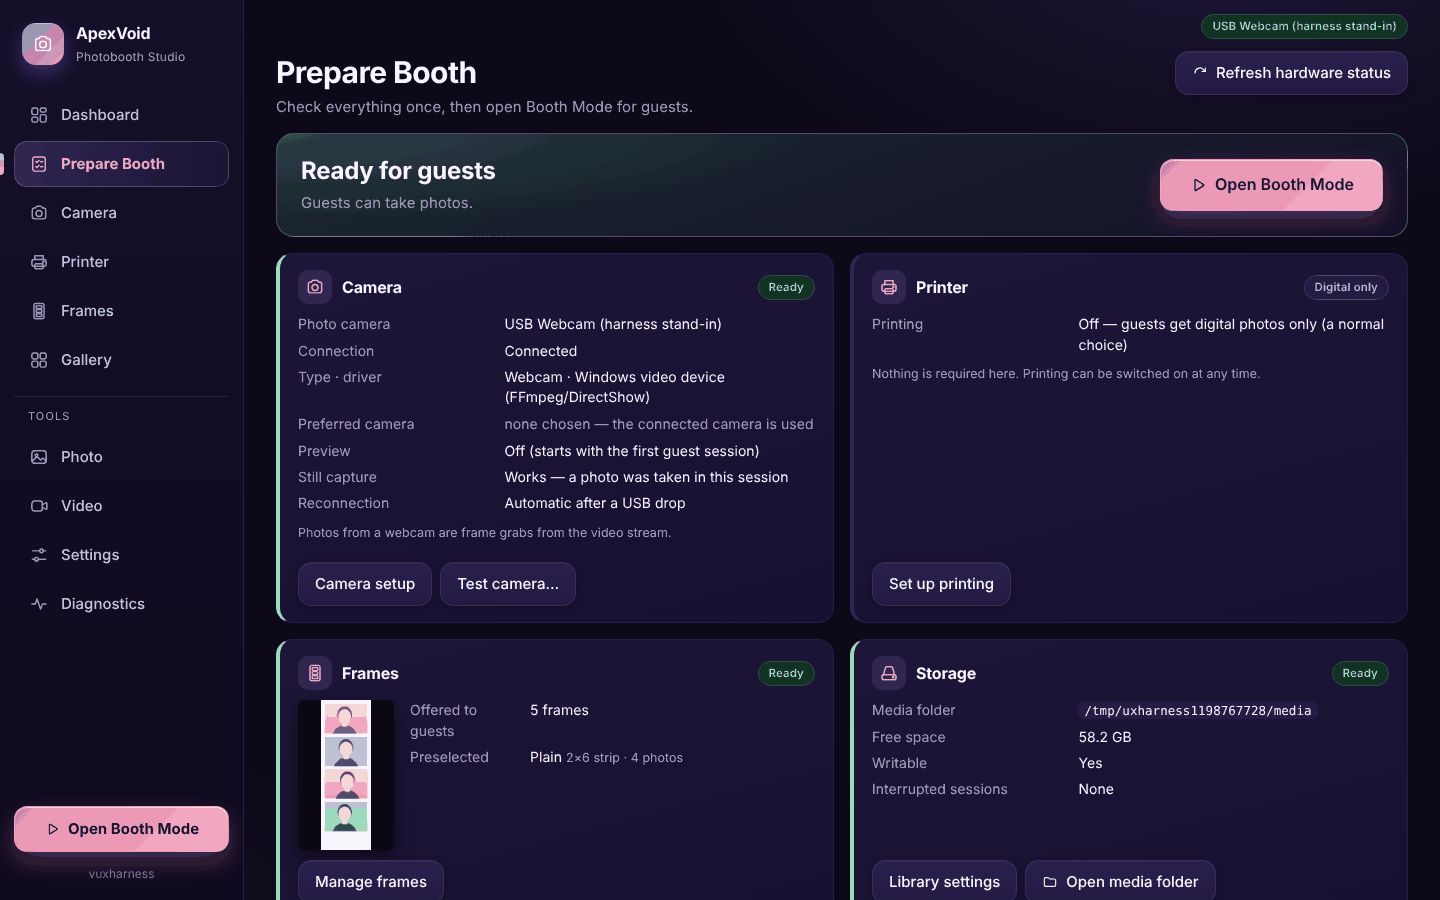 ApexVoid
Photobooth Studio
Dashboard
Prepare Booth
Camera
Printer
Frames
Gallery
TOOLS
Photo
Video
Settings
Diagnostics
Open Booth Mode
vuxharness
USB Webcam (harness stand-in)
Prepare Booth
Check everything once, then open Booth Mode for guests.
Refresh hardware status
Ready for guests
Guests can take photos.
Open Booth Mode
Camera
Ready
Photo camera
USB Webcam (harness stand-in)
Connection
Connected
Type · driver
Webcam · Windows video device
(FFmpeg/DirectShow)
Preferred camera
none chosen — the connected camera is used
Preview
Off (starts with the first guest session)
Still capture
Works — a photo was taken in this session
Reconnection
Automatic after a USB drop
Photos from a webcam are frame grabs from the video stream.
Camera setup
Test camera...
Printer
Digital only
Printing
Off — guests get digital photos only (a normal
choice)
Nothing is required here. Printing can be switched on at any time.
Set up printing
Frames
Ready
Offered to
guests
5 frames
Preselected
Plain 2×6 strip · 4 photos
Manage frames
Storage
Ready
Media folder
/tmp/uxharness1198767728/media
Free space
58.2 GB
Writable
Yes
Interrupted sessions
None
Library settings
Open media folder